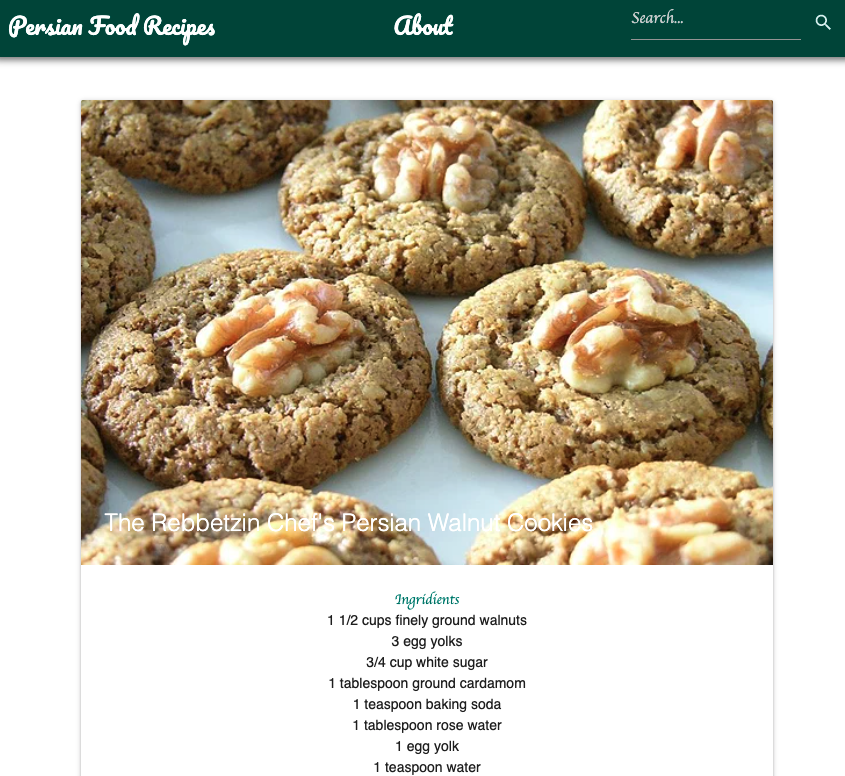 Persian Food Recipes
About
Search...
The Rebbetzin Chef's Persian Walnut Cookies
Ingridients
1 1/2 cups finely ground walnuts
3 egg yolks
3/4 cup white sugar
1 tablespoon ground cardamom
1 teaspoon baking soda
1 tablespoon rose water
1 egg yolk
1 teaspoon water